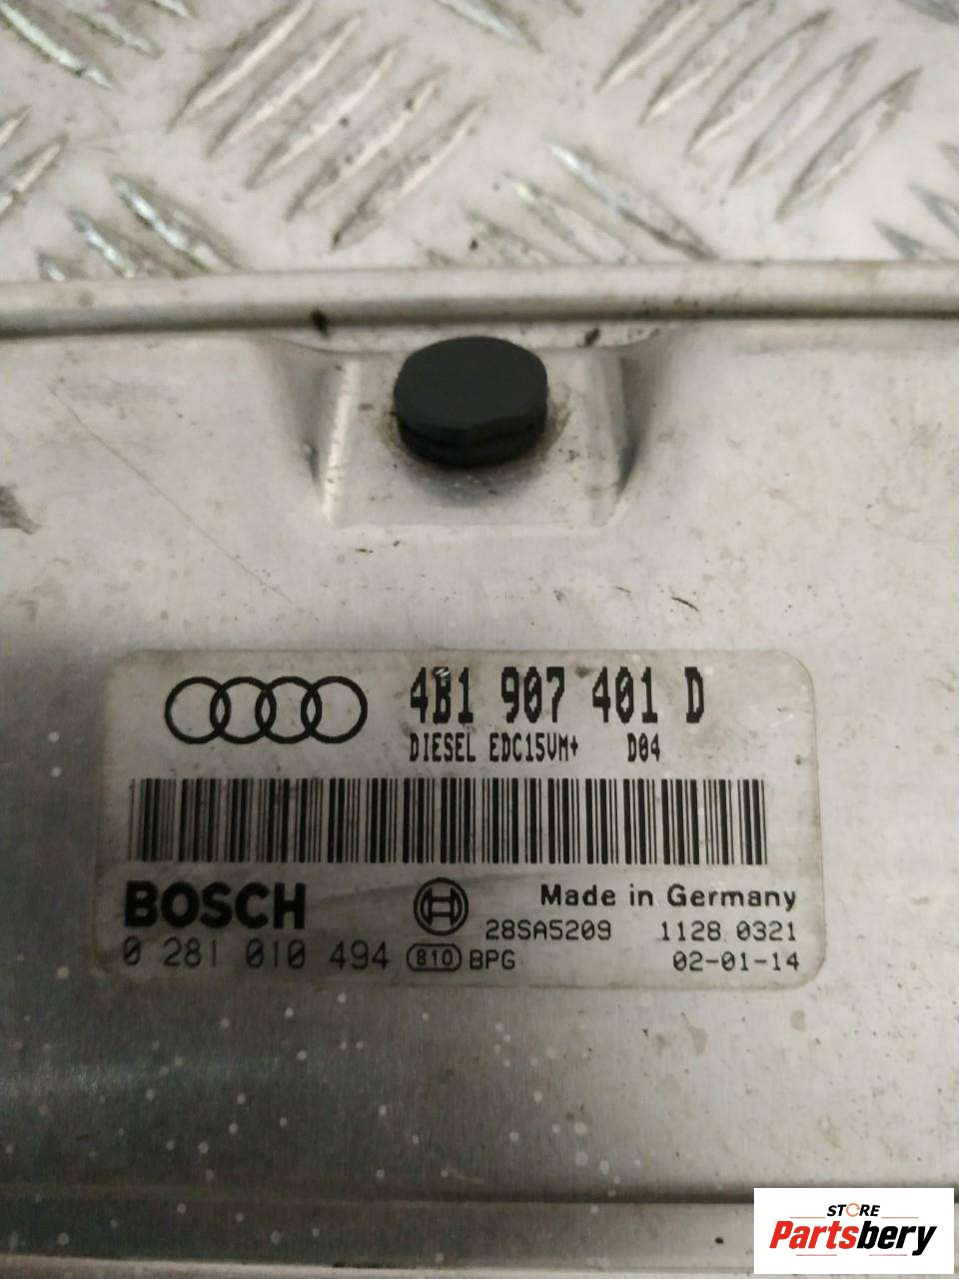 4B1 907 401 D
DIESEL EDC15VM+ D04
BOSCH
Made in Germany
28SA5209 1128 0321
0 281 010 494 810 BPG 02-01-14
STORE
Partsbery